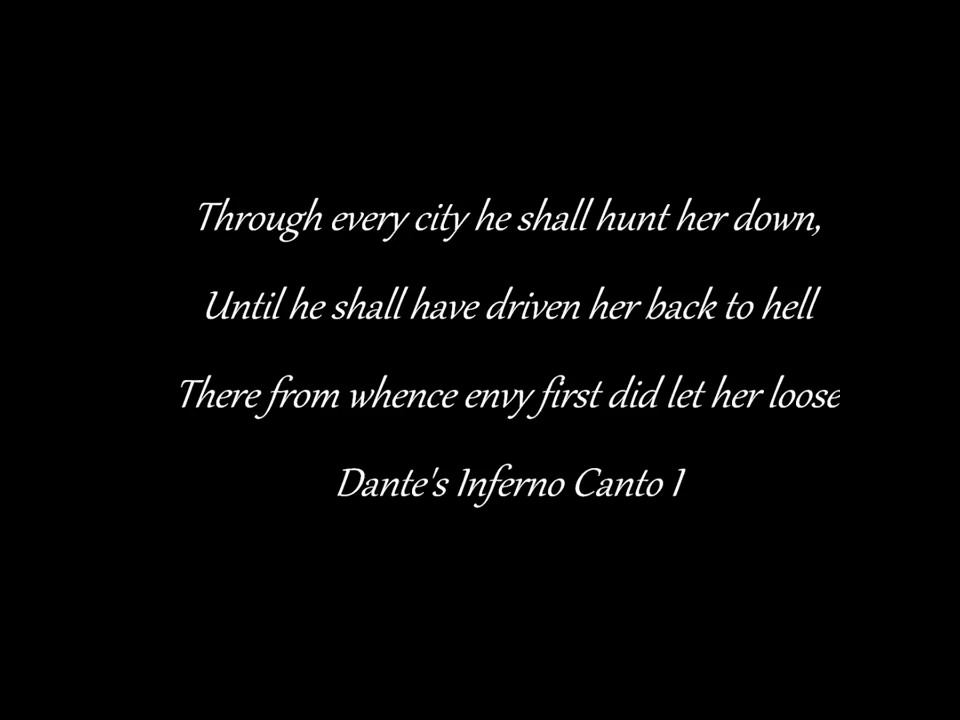 Through every city he shall hunt her down,
Until he shall have driven her back to hell
There from whence envy first did let her loose
Dante's Inferno Canto I